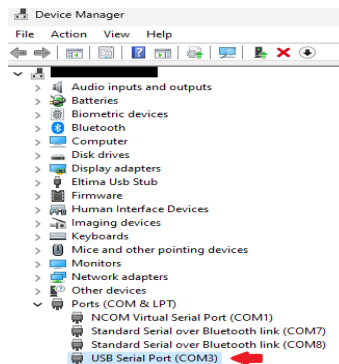 Device Manager
File Action View Help
Audio inputs and outputs
Batteries
Biometric devices
Bluetooth
Computer
Disk drives
Display adapters
Eltima Usb Stub
Firmware
Human Interface Devices
Imaging devices
Keyboards
Mice and other pointing devices
Monitors
Network adapters
Other devices
Ports (COM & LPT)
NCOM Virtual Serial Port (COM1)
Standard Serial over Bluetooth link (COM7)
Standard Serial over Bluetooth link (COM8)
USB Serial Port (COM3)